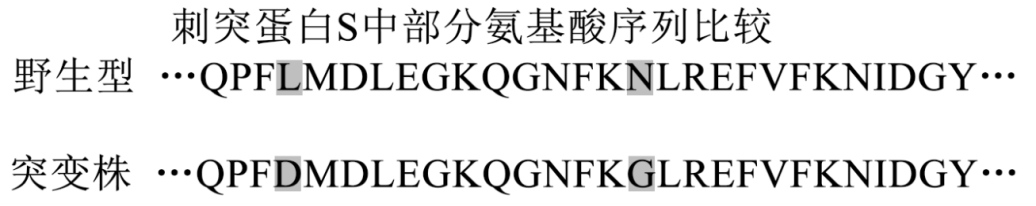 刺突蛋白S中部分氨基酸序列比较
野生型 …QPFLMDLEGKQGNFKNLREFVFKNIDGY…
突变株 …QPFDMDLEGKQGNFKGLREFVFKNIDGY…